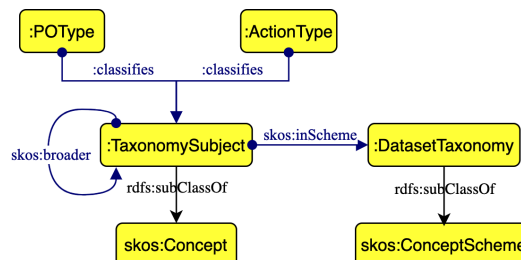 :POType
:ActionType
:classifies
:classifies
:TaxonomySubject
skos:inScheme
:DatasetTaxonomy
skos:broader
rdfs:subClassOf
rdfs:subClassOf
skos:Concept
skos:ConceptScheme